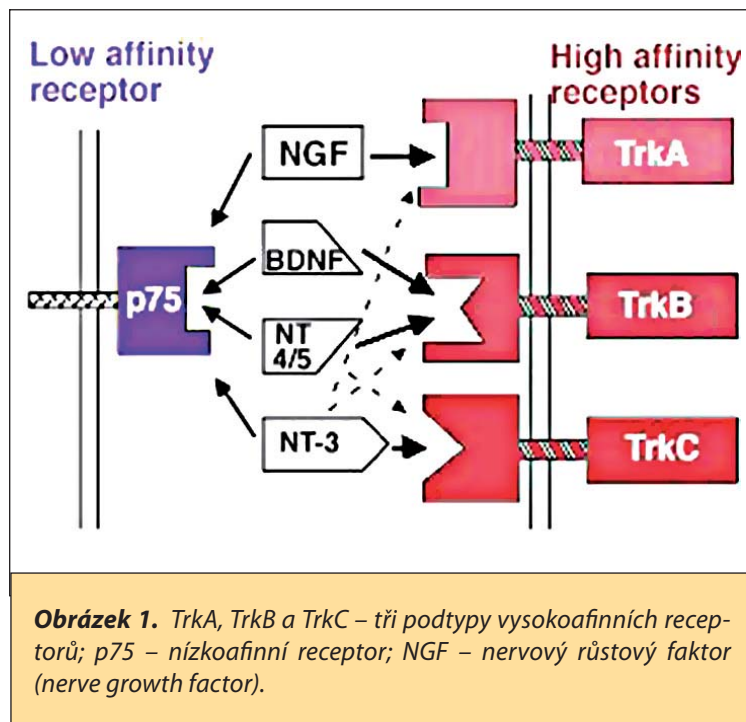 Low affinity
receptor
High affinity
receptors
NGF
TrkA
BDNF
p75
TrkB
NT
4/5
NT-3
TrkC
Obrázek 1. TrkA, TrkB a TrkC – tři podtypy vysokoafinních recep-
torů; p75 – nízkoafinní receptor; NGF – nervový růstový faktor
(nerve growth factor).